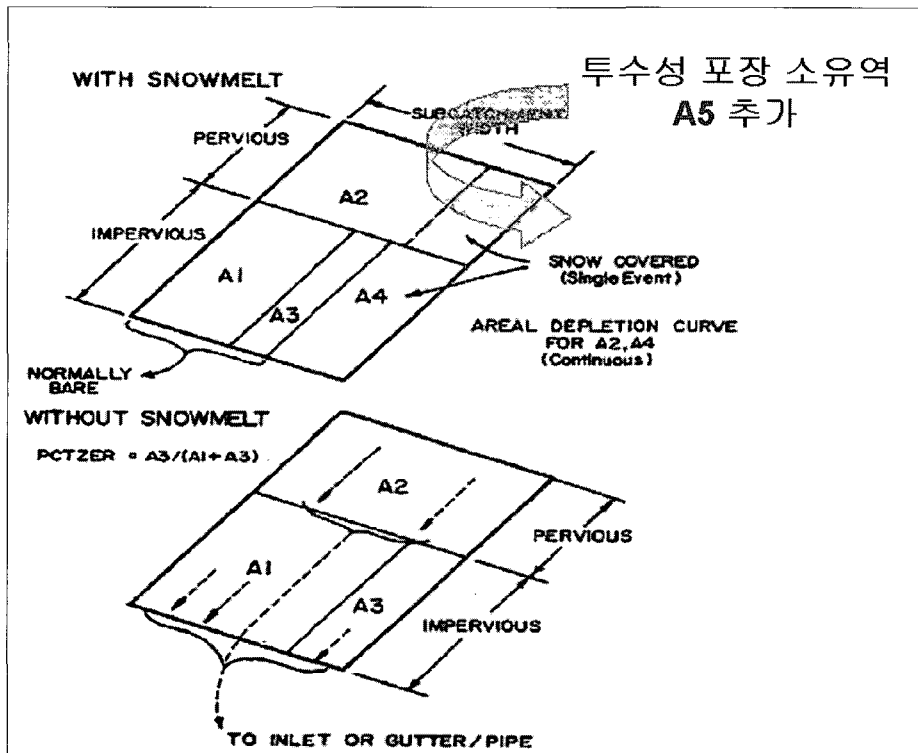 투수성 포장 소유역
A5 추가
WITH SNOWMELT
SUBCATCHMENT
WIDTH
PERVIOUS
IMPERVIOUS
A2
A1
A3
A4
SNOW COVERED
(Single Event)
AREAL DEPLETION CURVE
FOR A2, A4
(Continuous)
NORMALLY
BARE
WITHOUT SNOWMELT
PCTZER = A3/(A1+A3)
A2
A1
A3
PERVIOUS
IMPERVIOUS
TO INLET OR GUTTER/PIPE